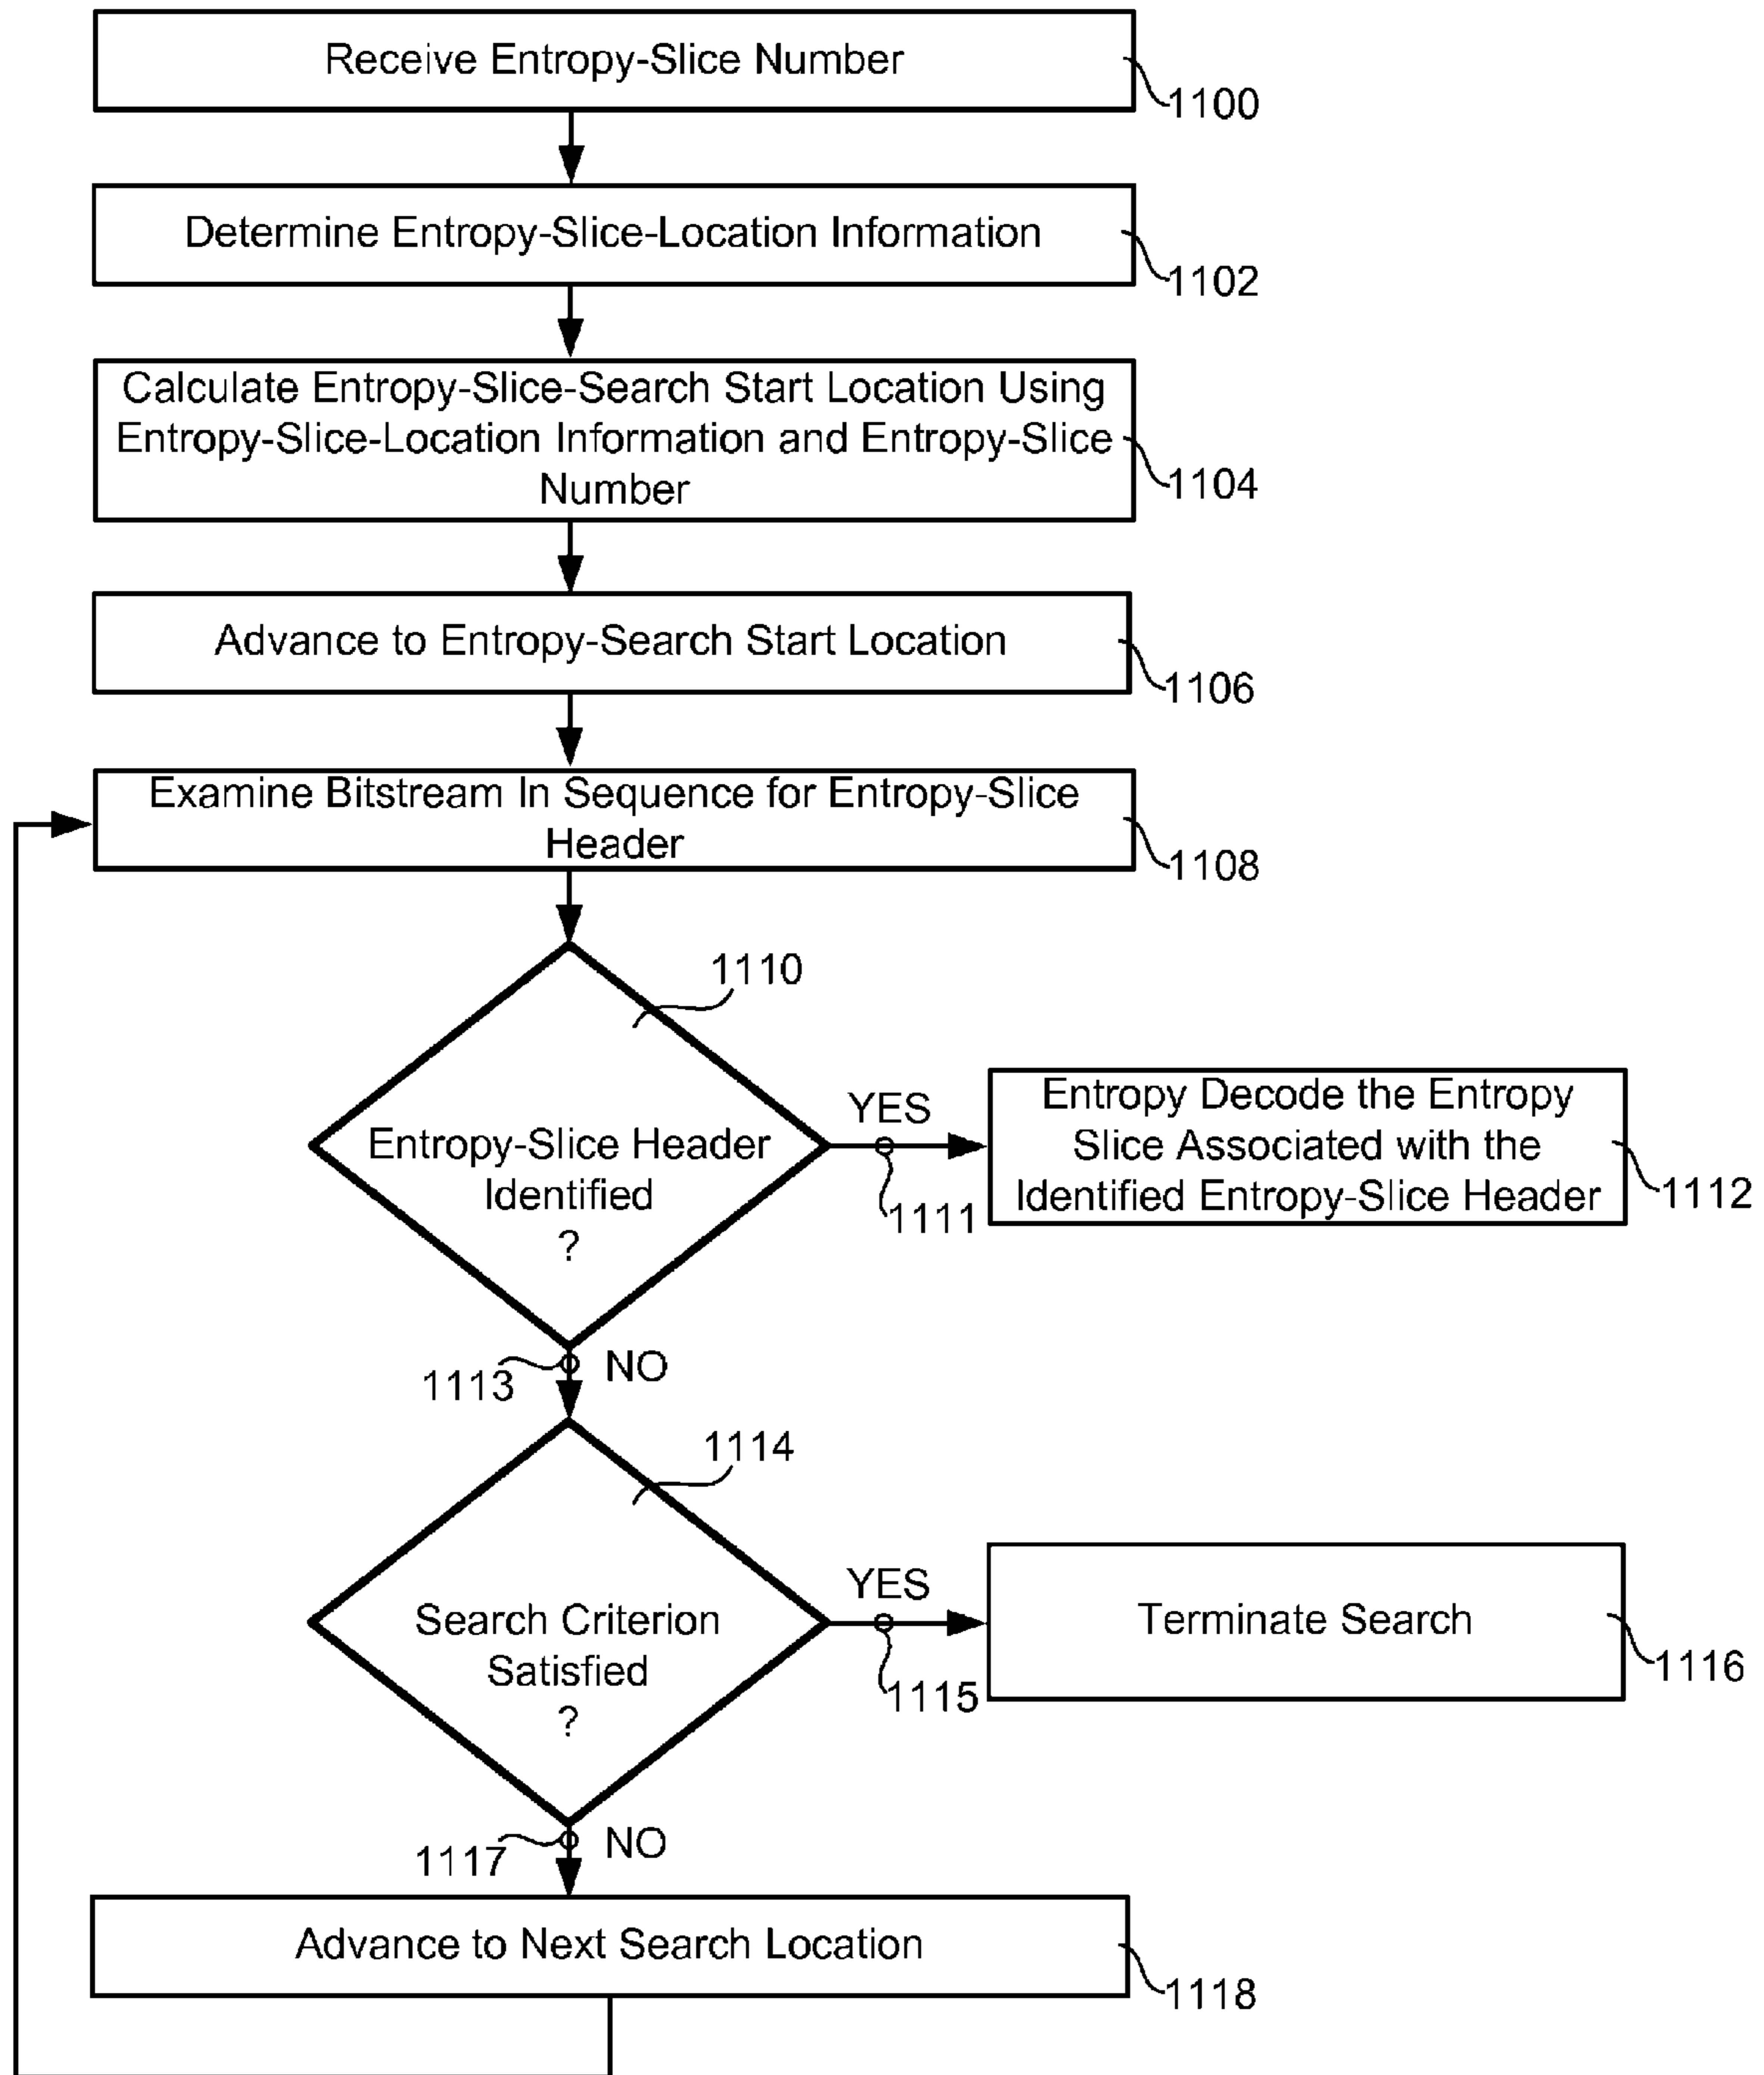 Receive Entropy-Slice Number
1100
Determine Entropy-Slice-Location Information
1102
Calculate Entropy-Slice-Search Start Location Using
Entropy-Slice-Location Information and Entropy-Slice
Number
1104
Advance to Entropy-Search Start Location
1106
Examine Bitstream In Sequence for Entropy-Slice
Header
1108
1110
Entropy-Slice Header
Identified
?
YES
1111
Entropy Decode the Entropy
Slice Associated with the
Identified Entropy-Slice Header
1112
1113
NO
1114
Search Criterion
Satisfied
?
YES
1115
Terminate Search
1116
1117
NO
Advance to Next Search Location
1118